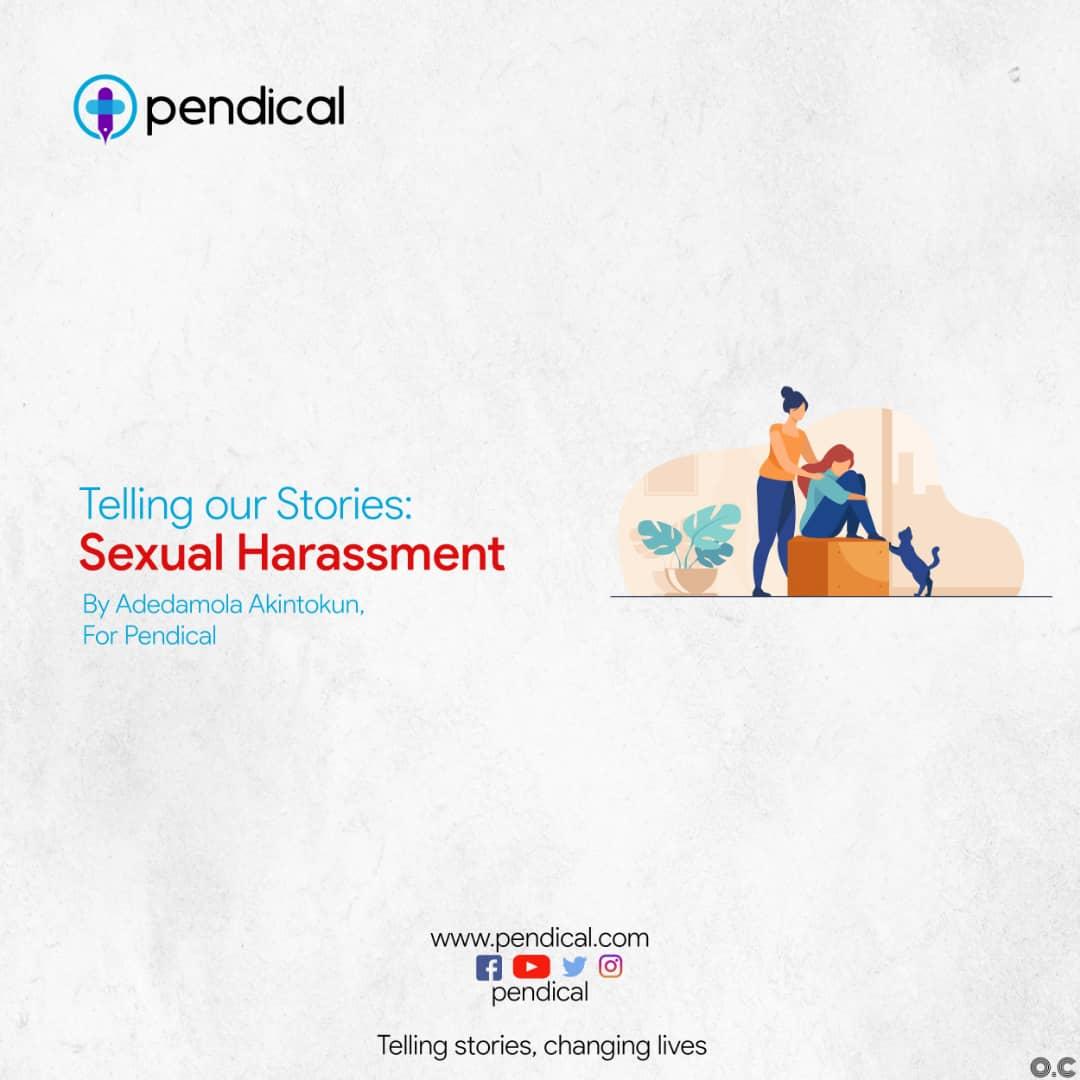 pendical
Telling our Stories:
Sexual Harassment
By Adedamola Akintokun,
For Pendical
www.pendical.com
pendical
Telling stories, changing lives
O.C